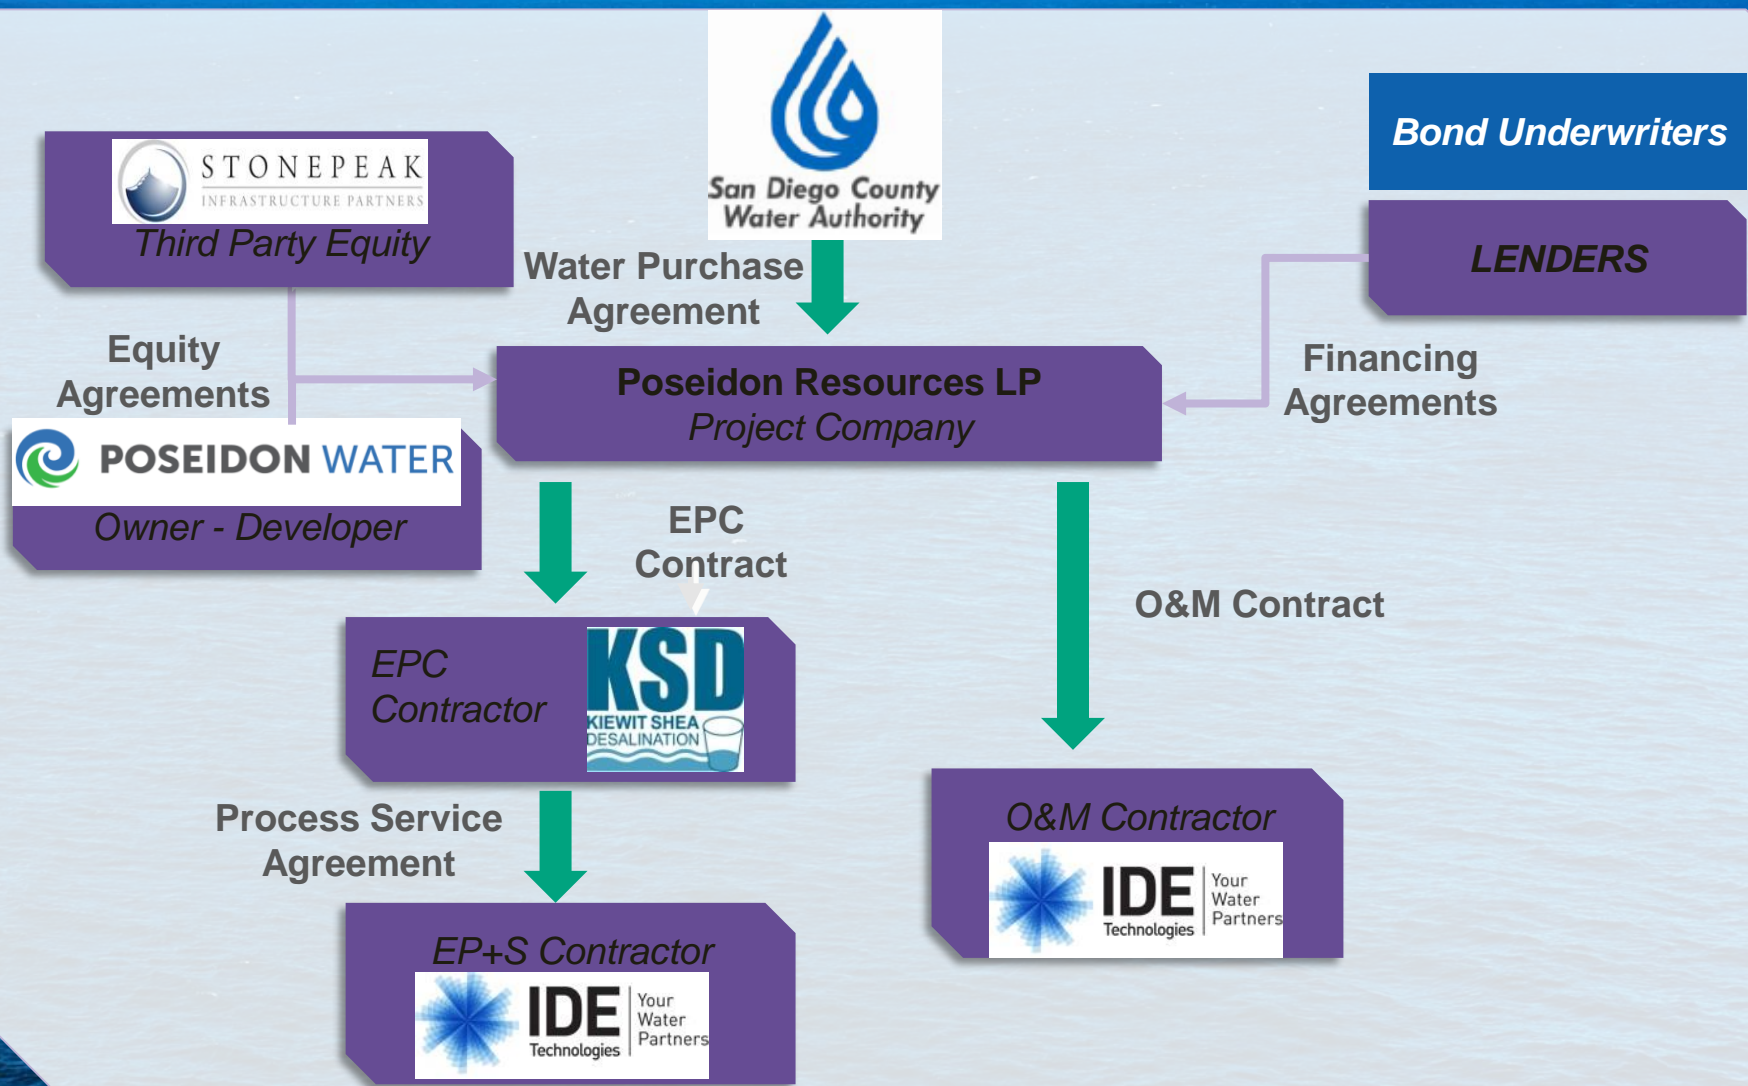 San Diego County
Water Authority
Bond Underwriters
STONEPEAK
INFRASTRUCTURE PARTNERS
Third Party Equity
LENDERS
Water Purchase
Agreement
Equity
Agreements
Poseidon Resources LP
Project Company
Financing
Agreements
POSEIDON WATER
Owner - Developer
EPC
Contract
O&M Contract
EPC
Contractor
KSD
KIEWIT SHEA
DESALINATION
Process Service
Agreement
O&M Contractor
IDE
Technologies
Your
Water
Partners
EP+S Contractor
IDE
Technologies
Your
Water
Partners